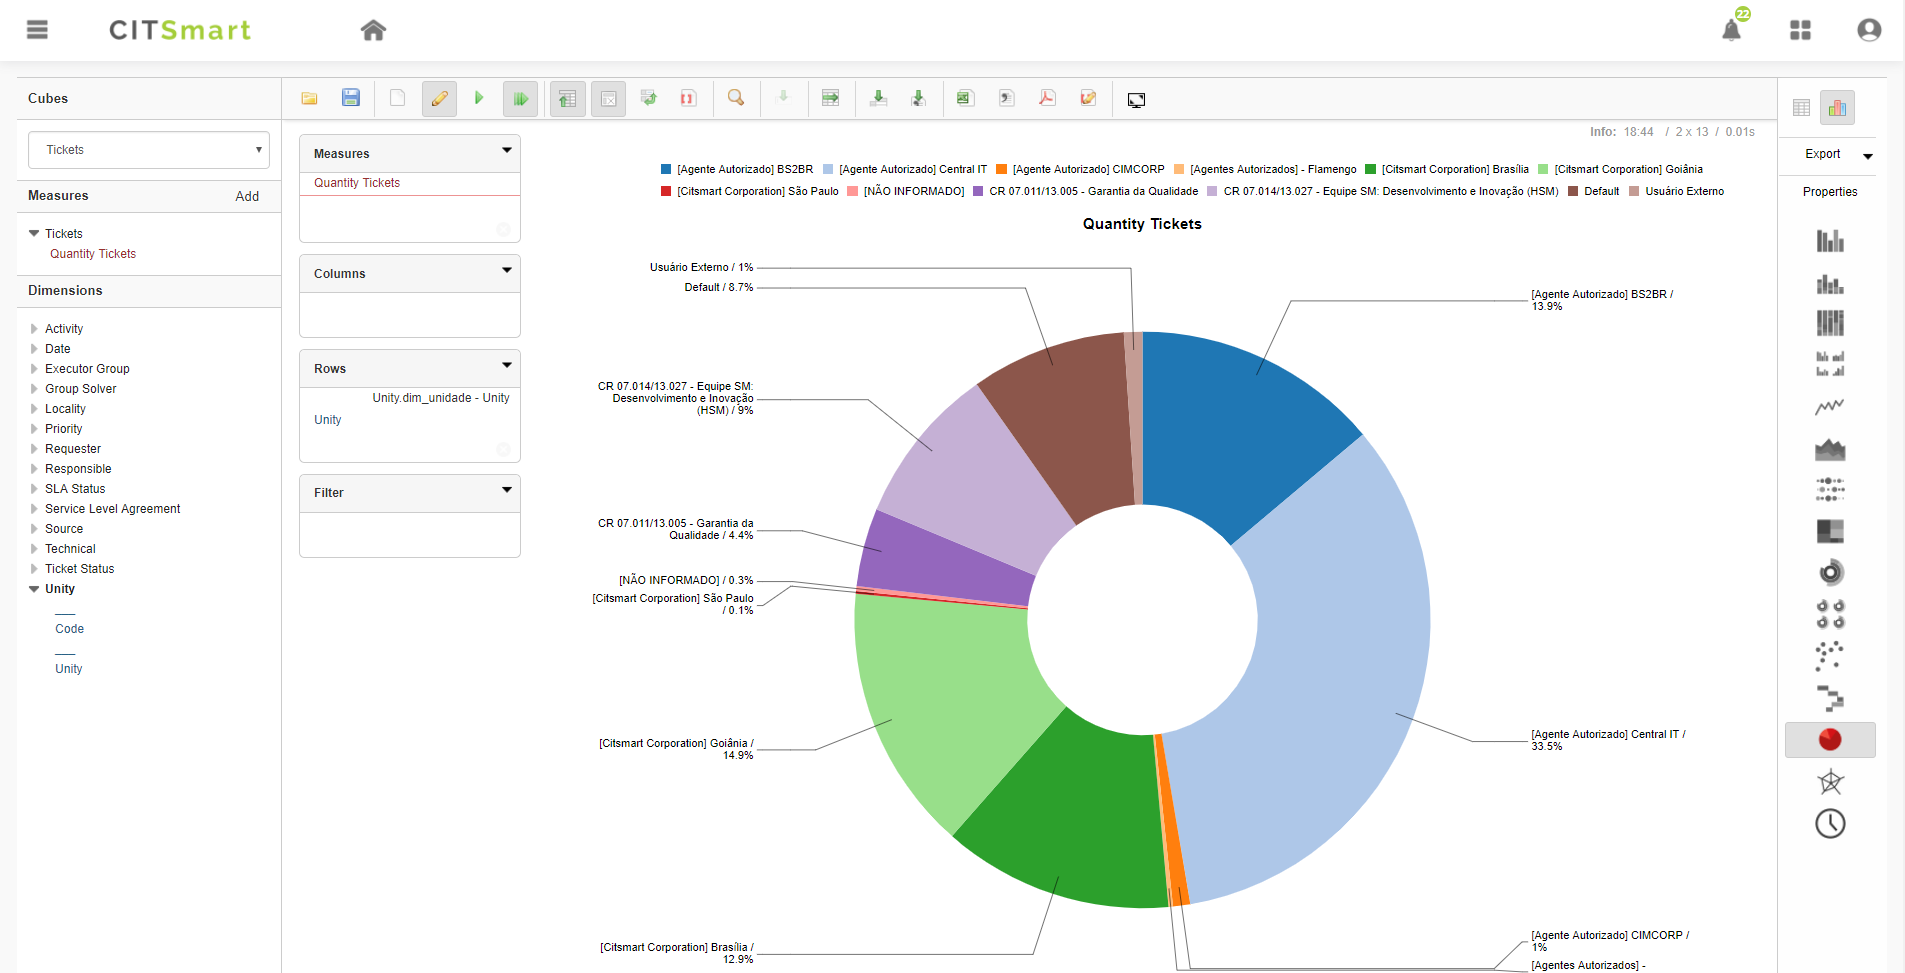 CITSmart
22
Cubes
Tickets
Measures Add
Tickets
Quantity Tickets
Dimensions
Activity
Date
Executor Group
Group Solver
Locality
Priority
Requester
Responsible
SLA Status
Service Level Agreement
Source
Technical
Ticket Status
Unity
Code
Unity
Measures
Quantity Tickets
Columns
Rows
Unity.dim_unidade - Unity
Unity
Filter
Info: 18:44 / 2 x 13 / 0.01s
[Agente Autorizado] BS2BR [Agente Autorizado] Central IT [Agente Autorizado] CIMCORP [Agentes Autorizados] - Flamengo [Citsmart Corporation] Brasília [Citsmart Corporation] Goiânia
[Citsmart Corporation] São Paulo [NÃO INFORMADO] CR 07.011/13.005 - Garantia da Qualidade CR 07.014/13.027 - Equipe SM: Desenvolvimento e Inovação (HSM) Default Usuário Externo
Quantity Tickets
Usuário Externo / 1%
Default / 8.7%
[Agente Autorizado] BS2BR /
13.9%
CR 07.014/13.027 - Equipe SM:
Desenvolvimento e Inovação
(HSM) / 9%
CR 07.011/13.005 - Garantia da
Qualidade / 4.4%
[NÃO INFORMADO] / 0.3%
[Citsmart Corporation] São Paulo
/ 0.1%
[Citsmart Corporation] Goiânia /
14.9%
[Agente Autorizado] Central IT /
33.5%
[Citsmart Corporation] Brasília /
12.9%
[Agente Autorizado] CIMCORP /
1%
[Agentes Autorizados] -
Export
Properties